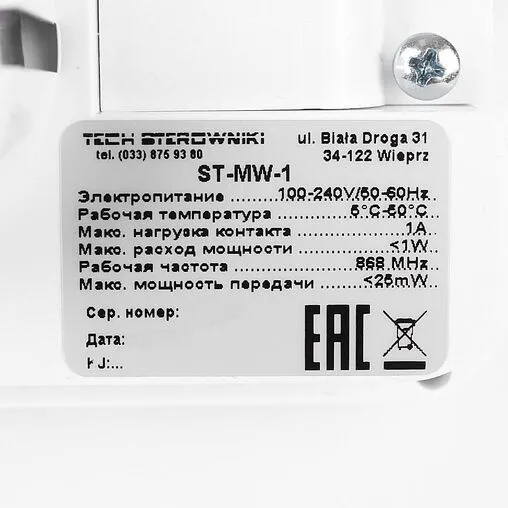 TECH STEROWNIKI
ul. Biała Droga 31
tel. (033) 875 93 80
34-122 Wieprz
ST-MW-1
Электропитание ........ 100-240V/50-60Hz
Рабочая температура ........ 5°C-50°C
Макс. нагрузка контакта ........ 1A
Макс. расход мощности ........ <1W
Рабочая частота ........ 868 MHz
Макс. мощность передачи ........ <25mW
Сер. номер:
Дата:
KJ:...
EAC